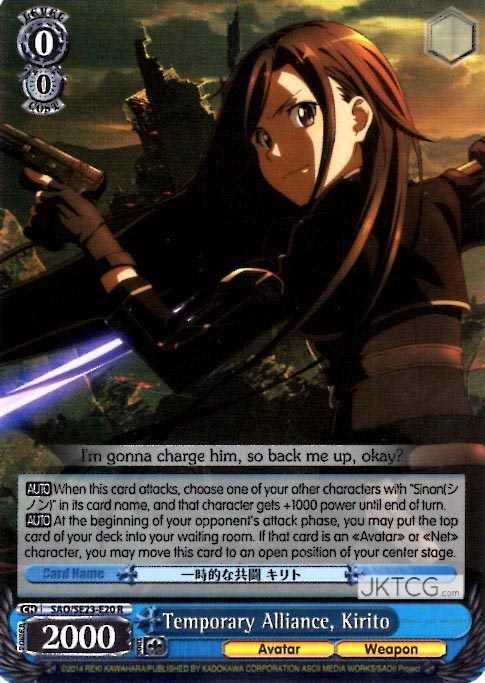 LEVEL
0
0
COST
I'm gonna charge him, so back me up, okay?
AUTO When this card attacks, choose one of your other characters with "Sinon(シ
ノン)" in its card name, and that character gets +1000 power until end of turn.
AUTO At the beginning of your opponent's attack phase, you may put the top
card of your deck into your waiting room. If that card is an «Avatar» or «Net»
character, you may move this card to an open position of your center stage.
Card Name
一時的な共闘 キリト
JKTCG.com
GH SAO/SE23-E20 R
Temporary Alliance, Kirito
POWER
2000
SOUL
Avatar
Weapon
©2014 REKI KAWAHARA/PUBLISHED BY KADOKAWA CORPORATION ASCII MEDIA WORKS/SAOII Project